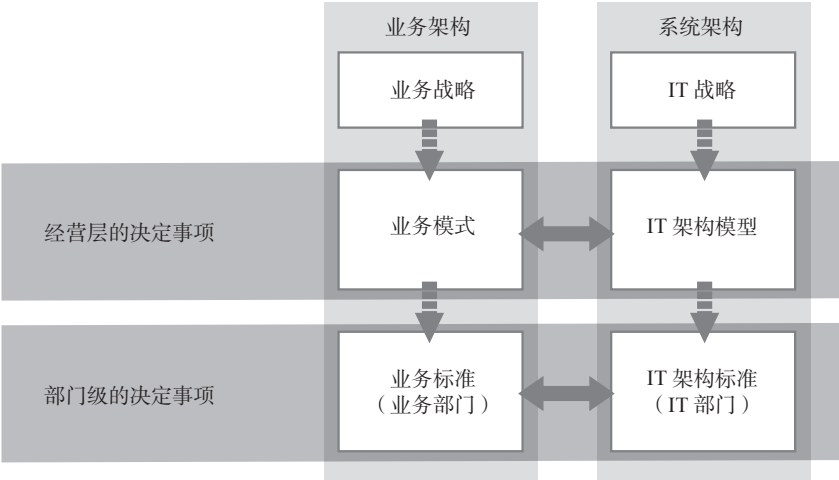 业务架构
系统架构
业务战略
IT 战略
经营层的决定事项
业务模式
IT 架构模型
部门级的决定事项
业务标准
（业务部门）
IT 架构标准
（IT 部门）